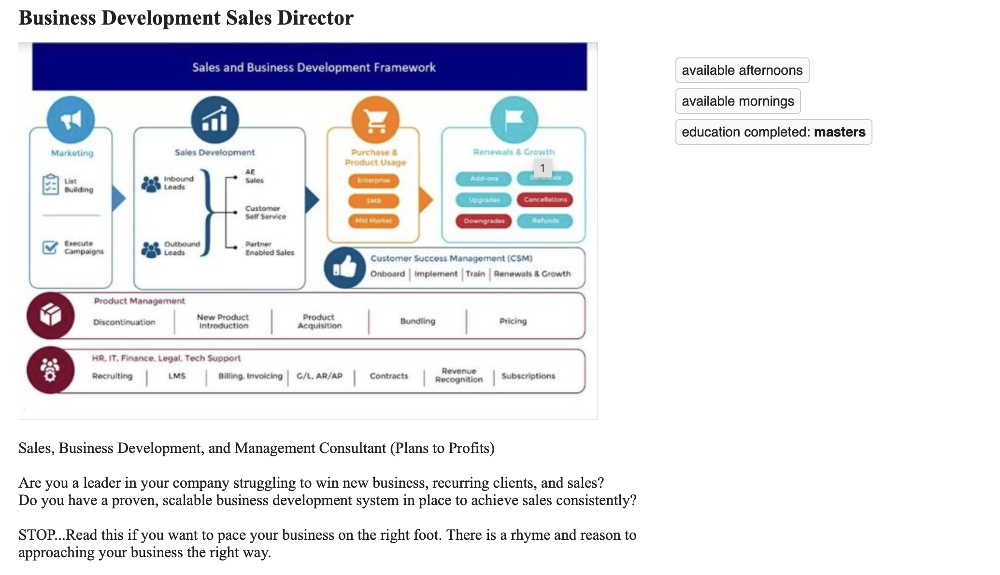 Business Development Sales Director
Sales and Business Development Framework
Marketing
List
Building
Execute
Campaigns
Sales Development
Inbound
Leads
Outbound
Leads
AE
Sales
Customer
Self Service
Partner
Enabled Sales
Purchase &
Product Usage
Enterprise
SMB
Mid Market
Renewals & Growth
1
Add-ons
Upgrades
Cancellations
Downgrades
Refunds
Customer Success Management (CSM)
Onboard | Implement | Train | Renewals & Growth
Product Management
Discontinuation
New Product
Introduction
Product
Acquisition
Bundling
Pricing
HR, IT, Finance, Legal, Tech Support
Recruiting
LMS
Billing, Invoicing
G/L, AR/AP
Contracts
Revenue
Recognition
Subscriptions
available afternoons
available mornings
education completed: masters
Sales, Business Development, and Management Consultant (Plans to Profits)
Are you a leader in your company struggling to win new business, recurring clients, and sales?
Do you have a proven, scalable business development system in place to achieve sales consistently?
STOP...Read this if you want to pace your business on the right foot. There is a rhyme and reason to
approaching your business the right way.